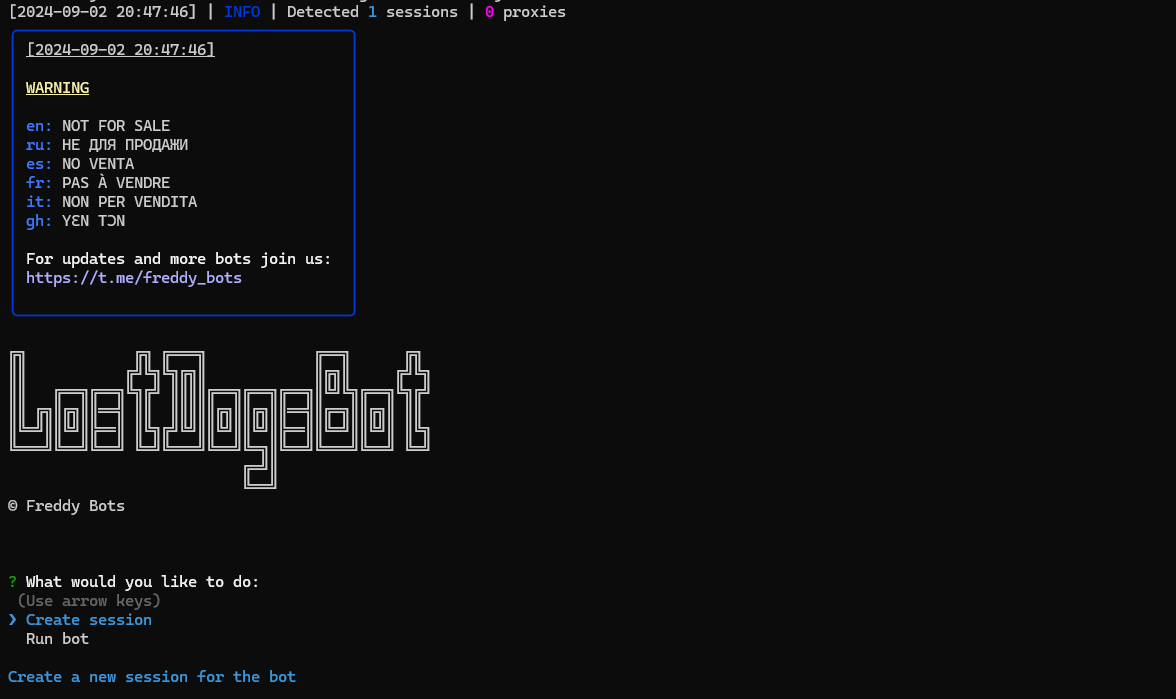 [2024-09-02 20:47:46] | INFO | Detected 1 sessions | 0 proxies
[2024-09-02 20:47:46]
WARNING
en: NOT FOR SALE
ru: НЕ ДЛЯ ПРОДАЖИ
es: NO VENTA
fr: PAS À VENDRE
it: NON PER VENDITA
gh: YƐN TƆN
For updates and more bots join us:
https://t.me/freddy_bots
LostDogsBot
© Freddy Bots
? What would you like to do:
(Use arrow keys)
❯ Create session
Run bot
Create a new session for the bot